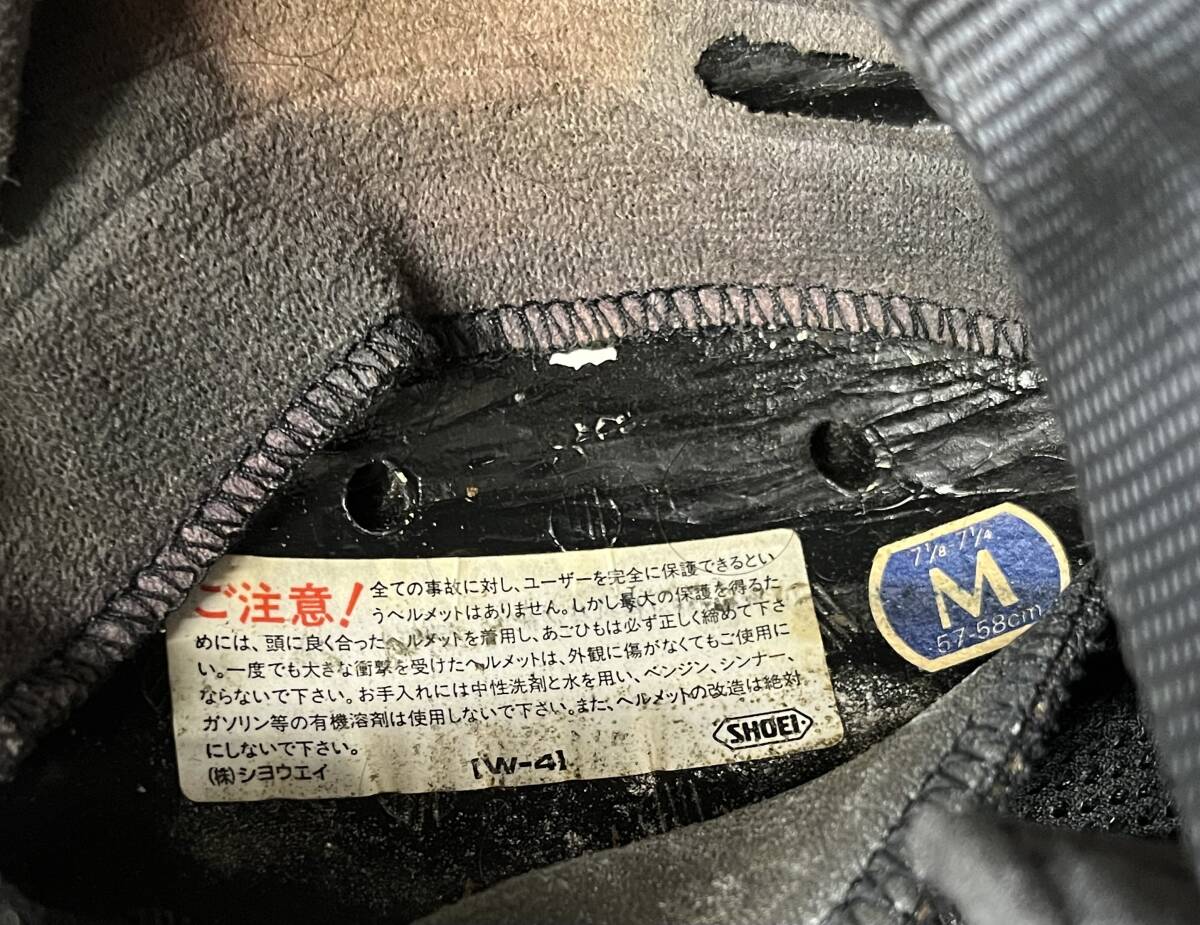 ご注意!
全ての事故に対し、ユーザーを完全に保護できるとい
うヘルメットはありません。しかし最大の保護を得るた
めには、頭に良く合ったヘルメットを着用し、あごひもは必ず正しく締めて下さ
い。一度でも大きな衝撃を受けたヘルメットは、外観に傷がなくてもご使用に
ならないで下さい。お手入れには中性洗剤と水を用い、ベンジン、シンナー、
ガソリン等の有機溶剤は使用しないで下さい。また、ヘルメットの改造は絶対
にしないで下さい。
(株)シヨウエイ
[W-4]
SHOEI
7⅛-7¼
M
57-58cm